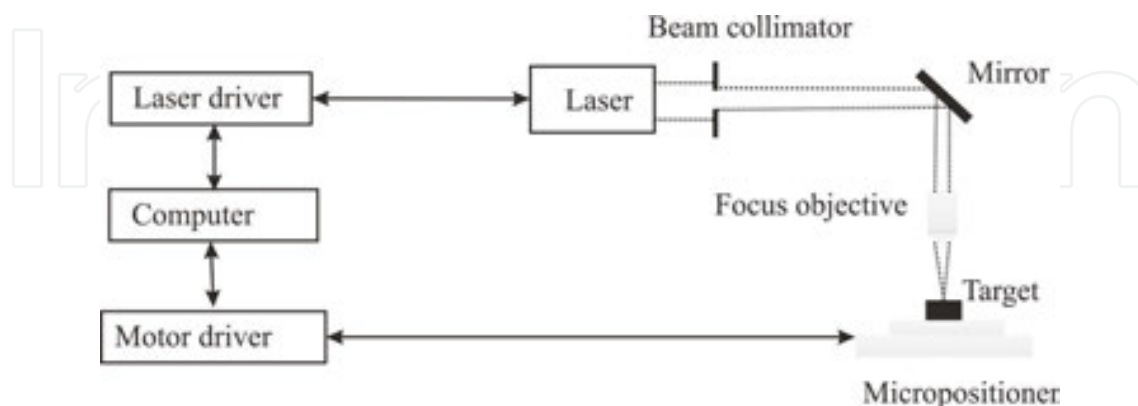 Beam collimator
Mirror
Laser driver
Laser
Computer
Focus objective
Target
Motor driver
Micropositioner